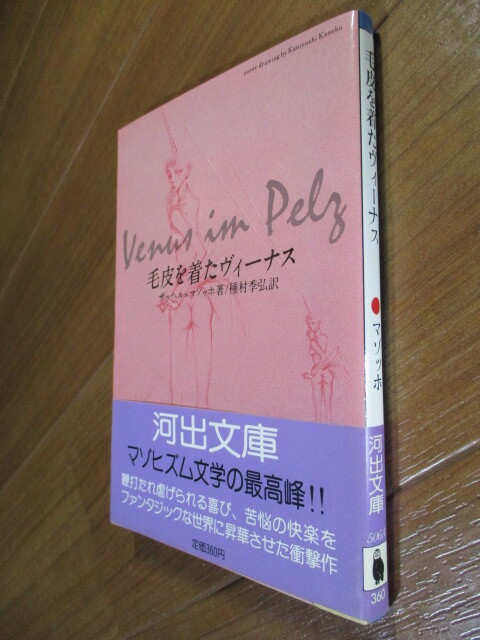 cover drawing by Kuniyoshi Kaneko
Venus im Pelz
毛皮を着たヴィーナス
ザッヘル=マゾッホ著/種村季弘訳
河出文庫
マゾヒズム文学の最高峰!!
鞭打たれ虐げられる喜び、苦悩の快楽を
ファンタジックな世界に昇華させた衝撃作
定価360円
毛皮を着たヴィーナス
マゾッホ
河出文庫
360